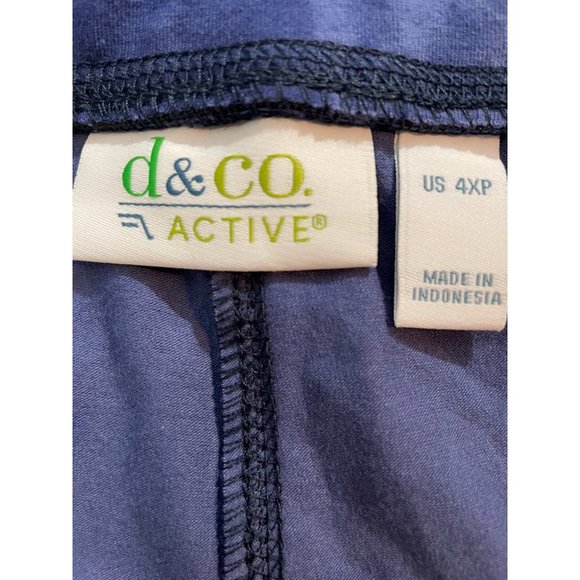 d&co.
ACTIVE®
US 4XP
MADE IN
INDONESIA